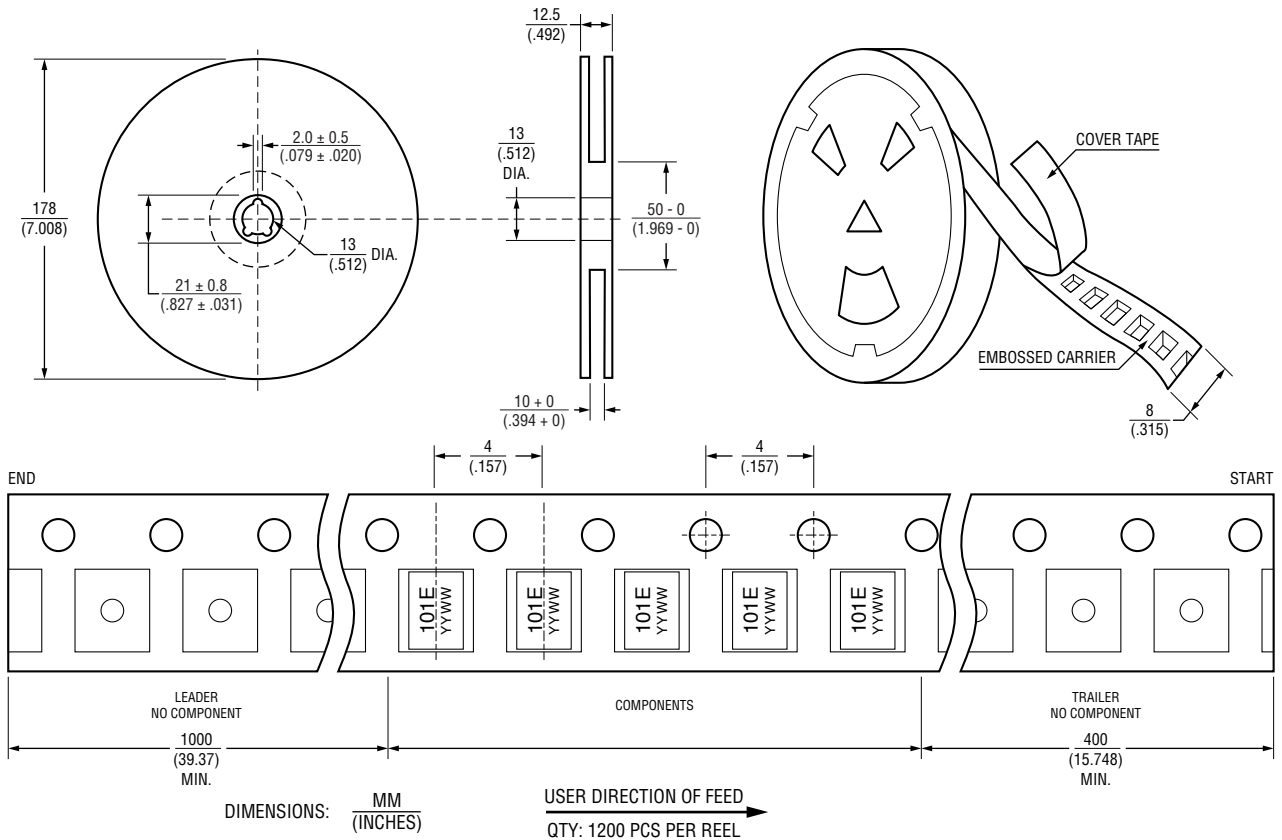 12.5
(.492)
178
(7.008)
2.0 ± 0.5
(.079 ± .020)
13
(.512) DIA.
21 ± 0.8
(.827 ± .031)
13
(.512)
DIA.
50 - 0
(1.969 - 0)
10 + 0
(.394 + 0)
COVER TAPE
EMBOSSED CARRIER
8
(.315)
4
(.157)
4
(.157)
END
START
101E
YYWW
101E
YYWW
101E
YYWW
101E
YYWW
101E
YYWW
LEADER
NO COMPONENT
1000
(39.37)
MIN.
COMPONENTS
TRAILER
NO COMPONENT
400
(15.748)
MIN.
DIMENSIONS: MM
(INCHES)
USER DIRECTION OF FEED
QTY: 1200 PCS PER REEL